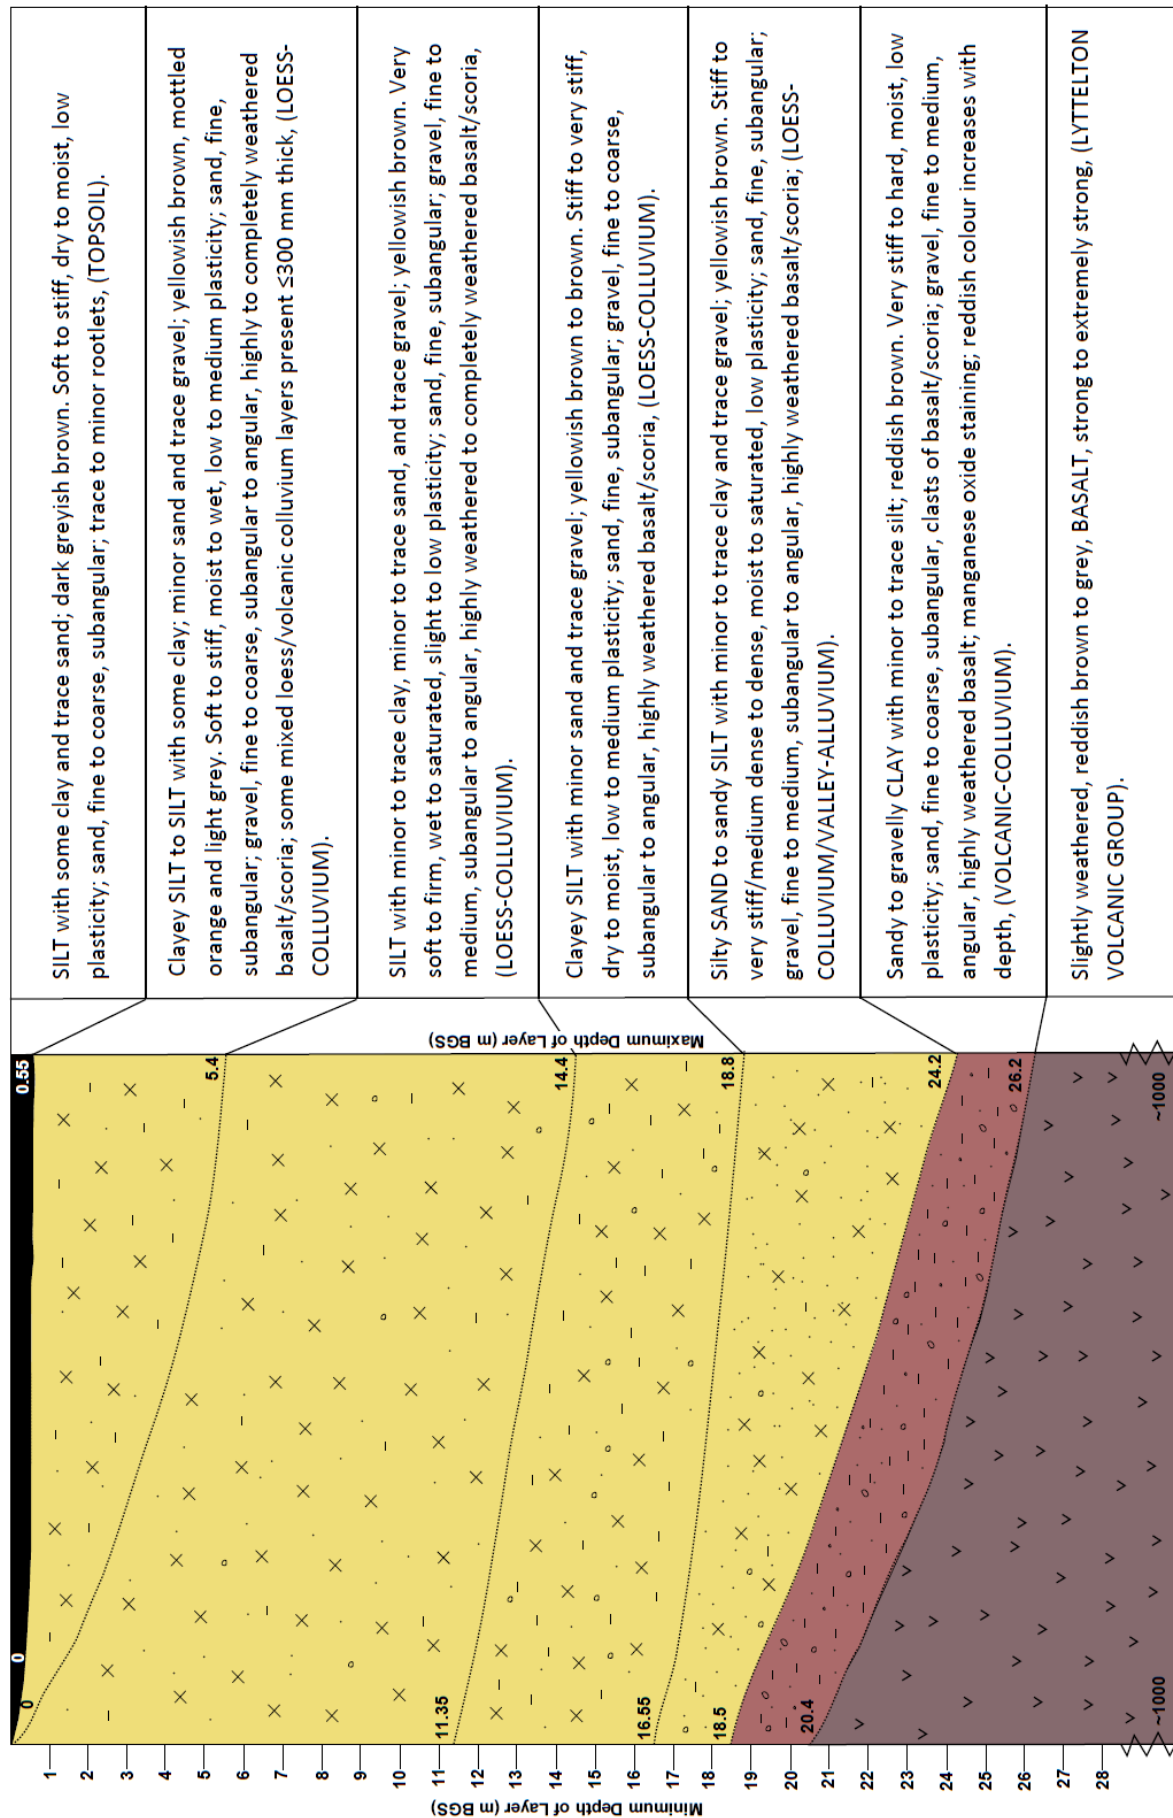 Minimum Depth of Layer (m BGS)
1
2
3
4
5
6
7
8
9
10
11
12
13
14
15
16
17
18
19
20
21
22
23
24
25
26
27
28
0
0
11.35
16.55
18.5
20.4
~1000
0.55
5.4
14.4
18.8
24.2
26.2
~1000
Maximum Depth of Layer (m BGS)
SILT with some clay and trace sand; dark greyish brown. Soft to stiff, dry to moist, low
plasticity; sand, fine to coarse, subangular; trace to minor rootlets, (TOPSOIL).
Clayey SILT to SILT with some clay; minor sand and trace gravel; yellowish brown, mottled
orange and light grey. Soft to stiff, moist to wet, low to medium plasticity; sand, fine,
subangular; gravel, fine to coarse, subangular to angular, highly to completely weathered
basalt/scoria; some mixed loess/volcanic colluvium layers present ≤300 mm thick, (LOESS-
COLLUVIUM).
SILT with minor to trace clay, minor to trace sand, and trace gravel; yellowish brown. Very
soft to firm, wet to saturated, slight to low plasticity; sand, fine, subangular; gravel, fine to
medium, subangular to angular, highly weathered to completely weathered basalt/scoria,
(LOESS-COLLUVIUM).
Clayey SILT with minor sand and trace gravel; yellowish brown to brown. Stiff to very stiff,
dry to moist, low to medium plasticity; sand, fine, subangular; gravel, fine to coarse,
subangular to angular, highly weathered basalt/scoria, (LOESS-COLLUVIUM).
Silty SAND to sandy SILT with minor to trace clay and trace gravel; yellowish brown. Stiff to
very stiff/medium dense to dense, moist to saturated, low plasticity; sand, fine, subangular;
gravel, fine to medium, subangular to angular, highly weathered basalt/scoria; (LOESS-
COLLUVIUM/VALLEY-ALLUVIUM).
Sandy to gravelly CLAY with minor to trace silt; reddish brown. Very stiff to hard, moist, low
plasticity; sand, fine to coarse, subangular, clasts of basalt/scoria; gravel, fine to medium,
angular, highly weathered basalt; manganese oxide staining; reddish colour increases with
depth, (VOLCANIC-COLLUVIUM).
Slightly weathered, reddish brown to grey, BASALT, strong to extremely strong, (LYTTELTON
VOLCANIC GROUP).